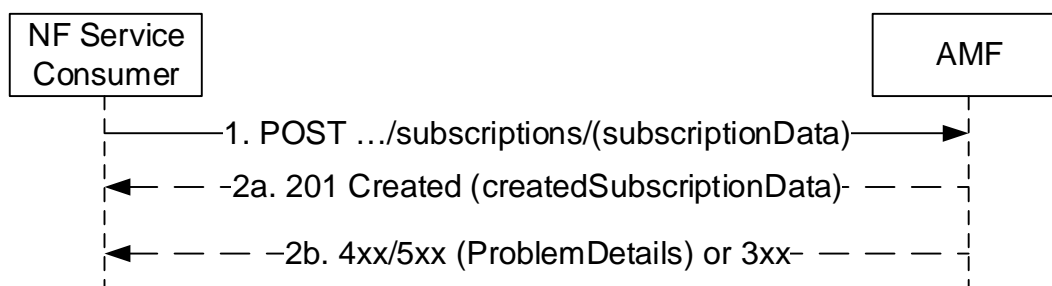 NF Service
Consumer
AMF
1. POST …/subscriptions/(subscriptionData)
2a. 201 Created (createdSubscriptionData)
2b. 4xx/5xx (ProblemDetails) or 3xx